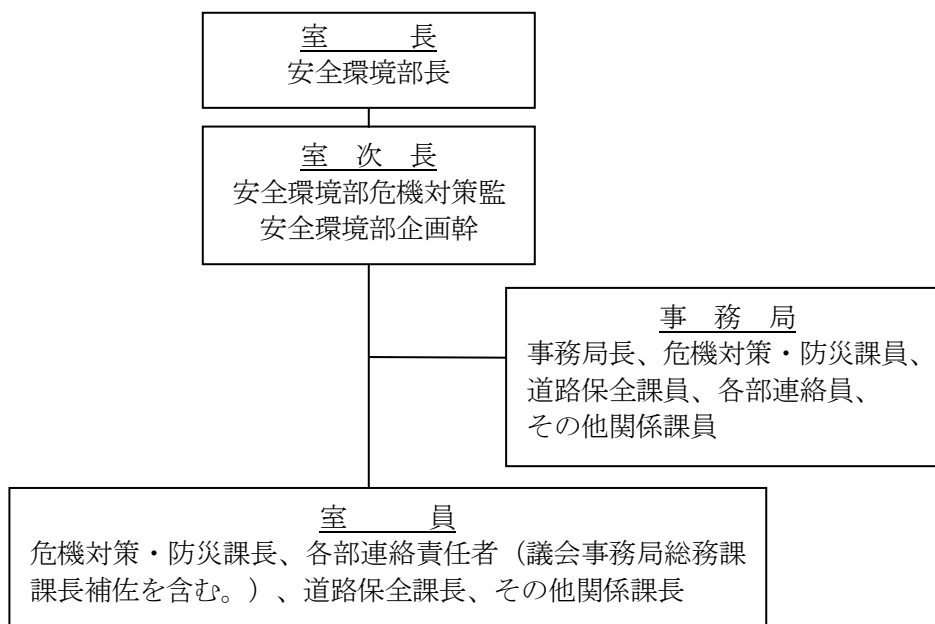 室　　　長
安全環境部長
室　次　長
安全環境部危機対策監
安全環境部企画幹
事　務　局
事務局長、危機対策・防災課員、
道路保全課員、各部連絡員、
その他関係課員
室　　　員
危機対策・防災課長、各部連絡責任者（議会事務局総務課
課長補佐を含む。）、道路保全課長、その他関係課長